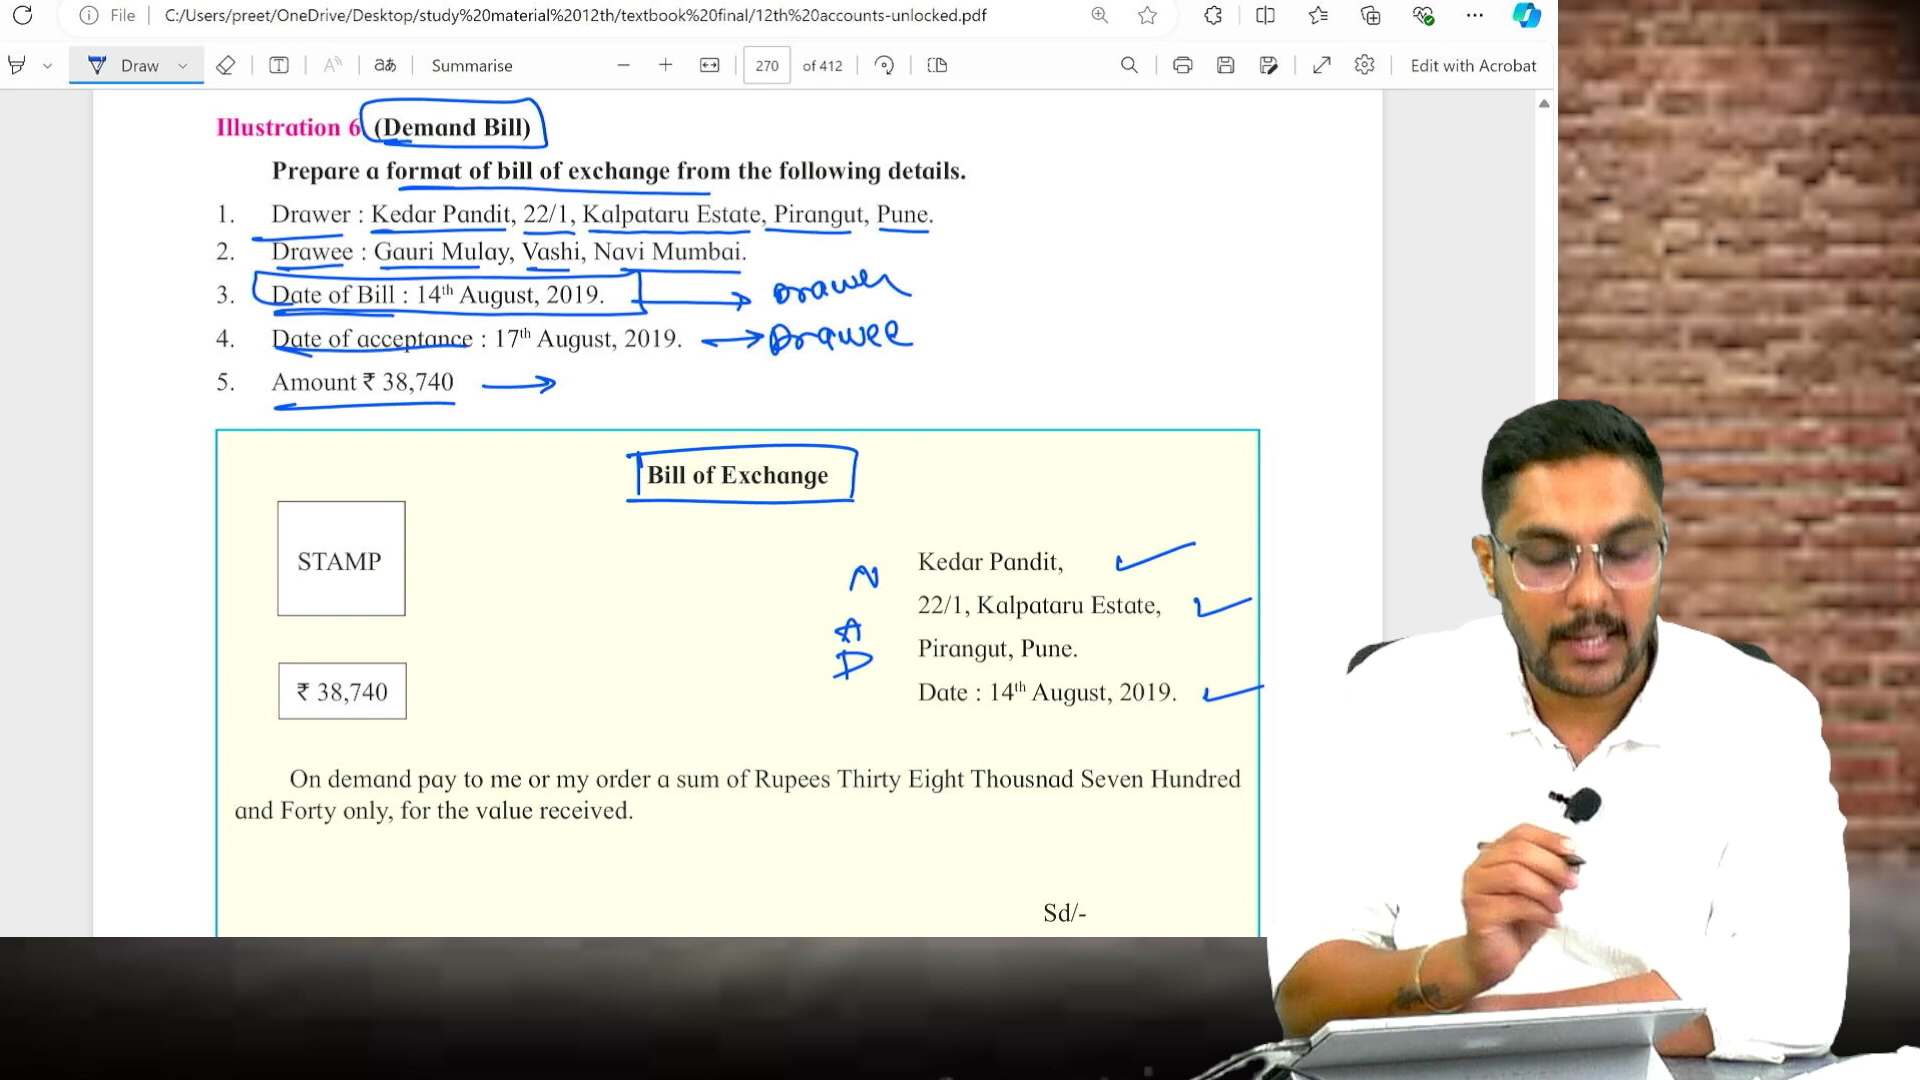 File C:/Users/preet/OneDrive/Desktop/study%20material%2012th/textbook%20final/12th%20accounts-unlocked.pdf
Draw T A aあ Summarise 270 of 412 Edit with Acrobat
Illustration 6 (Demand Bill)
Prepare a format of bill of exchange from the following details.
1. Drawer : Kedar Pandit, 22/1, Kalpataru Estate, Pirangut, Pune.
2. Drawee : Gauri Mulay, Vashi, Navi Mumbai.
3. Date of Bill : 14th August, 2019. Drawer
4. Date of acceptance : 17th August, 2019. Drawee
5. Amount ₹ 38,740
Bill of Exchange
STAMP
N Kedar Pandit,
A 22/1, Kalpataru Estate,
Pirangut, Pune.
D Date : 14th August, 2019.
₹ 38,740
On demand pay to me or my order a sum of Rupees Thirty Eight Thousnad Seven Hundred
and Forty only, for the value received.
Sd/-